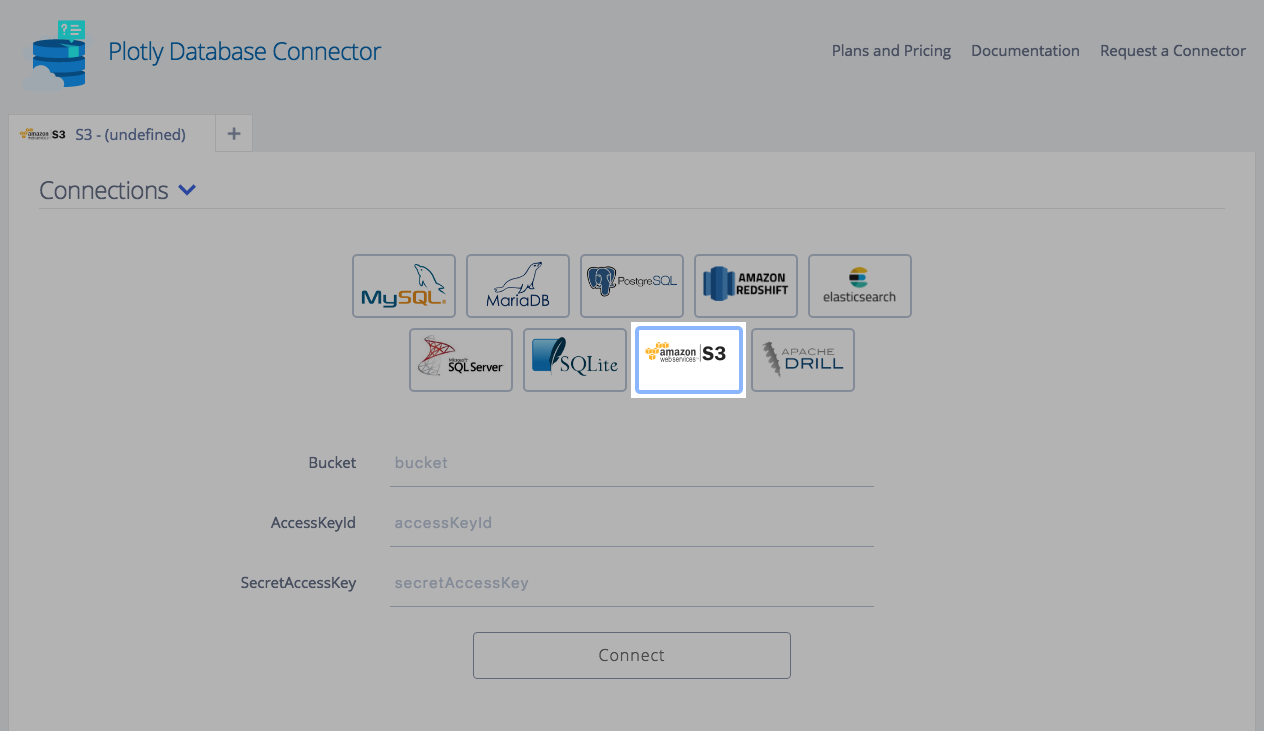 Plotly Database Connector
Plans and Pricing Documentation Request a Connector
amazon web services S3 S3 - (undefined) +
Connections
MySQL® MariaDB PostgreSQL AMAZON REDSHIFT elasticsearch
Microsoft SQL Server SQLite amazon web services™ S3 APACHE DRILL
Bucket bucket
AccessKeyId accessKeyId
SecretAccessKey secretAccessKey
Connect